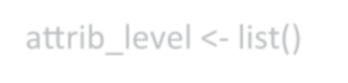 attrib_level <- list()